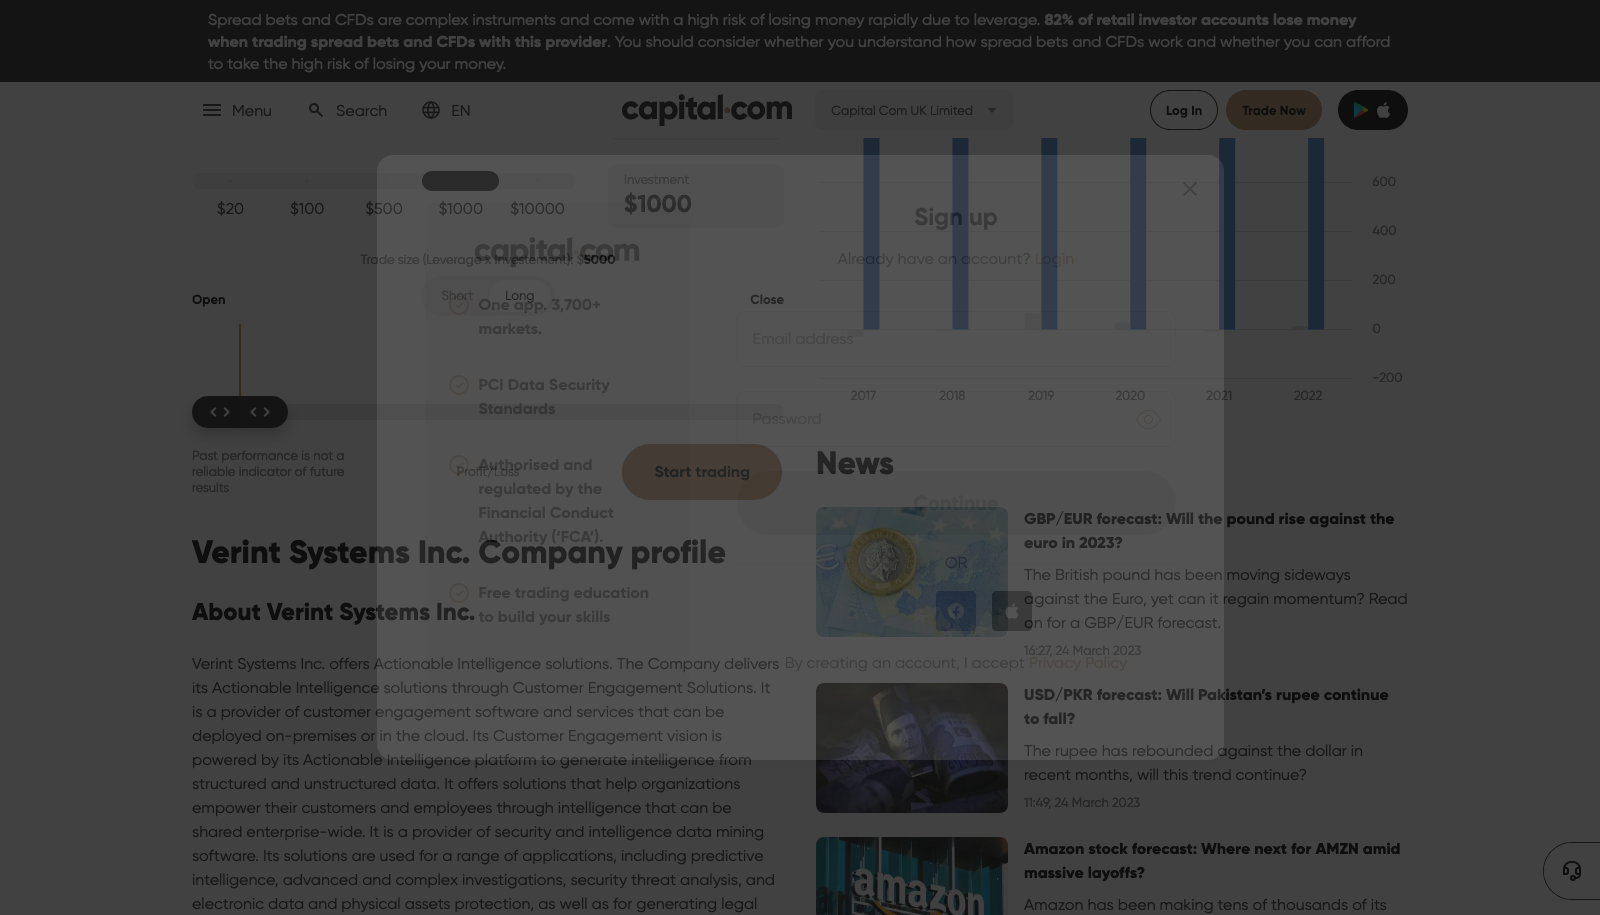 Spread bets and CFDs are complex instruments and come with a high risk of losing money rapidly due to leverage. 82% of retail investor accounts lose money
when trading spread bets and CFDs with this provider. You should consider whether you understand how spread bets and CFDs work and whether you can afford
to take the high risk of losing your money.
Menu
Search
EN
capital.com
Capital Com UK Limited
Log In
Trade Now
$20
$100
$500
$1000
$10000
Investment
$1000
Trade size (Leverage x Investement): $5000
Short
Long
Open
Close
Past performance is not a
reliable indicator of future
results
Profit/Loss
Start trading
600
400
200
0
-200
2017
2018
2019
2020
2021
2022
capital.com
One app. 3,700+
markets.
PCI Data Security
Standards
Authorised and
regulated by the
Financial Conduct
Authority (‘FCA’).
Free trading education
to build your skills
Sign up
Already have an account? Login
Email address
Password
Continue
OR
By creating an account, I accept Privacy Policy
Verint Systems Inc. Company profile
About Verint Systems Inc.
Verint Systems Inc. offers Actionable Intelligence solutions. The Company delivers
its Actionable Intelligence solutions through Customer Engagement Solutions. It
is a provider of customer engagement software and services that can be
deployed on-premises or in the cloud. Its Customer Engagement vision is
powered by its Actionable Intelligence platform to generate intelligence from
structured and unstructured data. It offers solutions that help organizations
empower their customers and employees through intelligence that can be
shared enterprise-wide. It is a provider of security and intelligence data mining
software. Its solutions are used for a range of applications, including predictive
intelligence, advanced and complex investigations, security threat analysis, and
electronic data and physical assets protection, as well as for generating legal
News
GBP/EUR forecast: Will the pound rise against the
euro in 2023?
The British pound has been moving sideways
against the Euro, yet can it regain momentum? Read
on for a GBP/EUR forecast.
16:27, 24 March 2023
USD/PKR forecast: Will Pakistan’s rupee continue
to fall?
The rupee has rebounded against the dollar in
recent months, will this trend continue?
11:49, 24 March 2023
amazon
Amazon stock forecast: Where next for AMZN amid
massive layoffs?
Amazon has been making tens of thousands of its